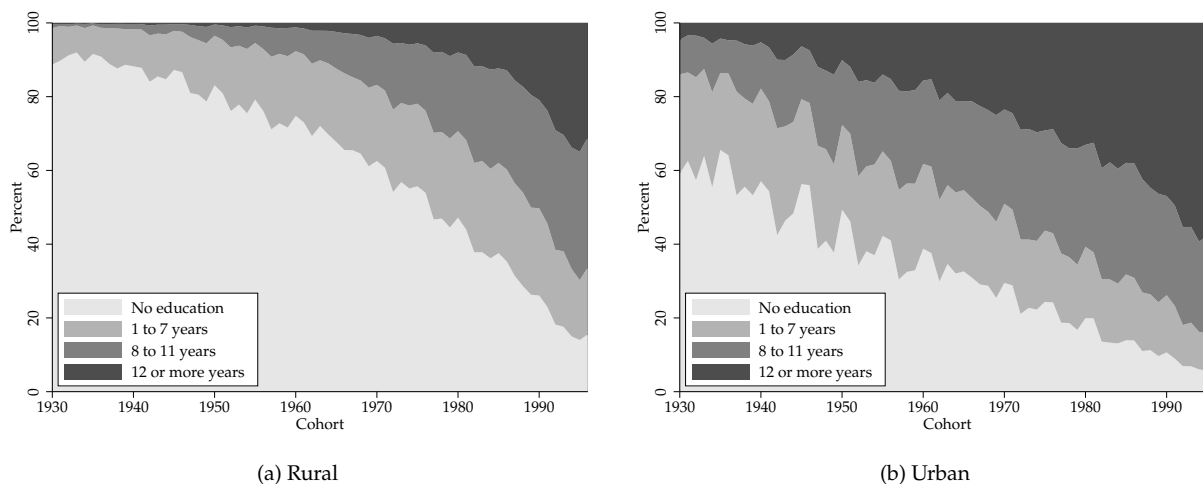 100
80
60
40
20
0
Percent
No education
1 to 7 years
8 to 11 years
12 or more years
1930 1940 1950 1960 1970 1980 1990
Cohort
(a) Rural
100
80
60
40
20
0
Percent
No education
1 to 7 years
8 to 11 years
12 or more years
1930 1940 1950 1960 1970 1980 1990
Cohort
(b) Urban